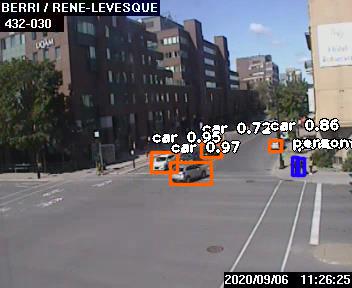 BERRI / RENE-LEVESQUE
432-030
UQAM
car 0.95
car 0.72
car 0.86
car 0.97
2020/09/06 11:26:25